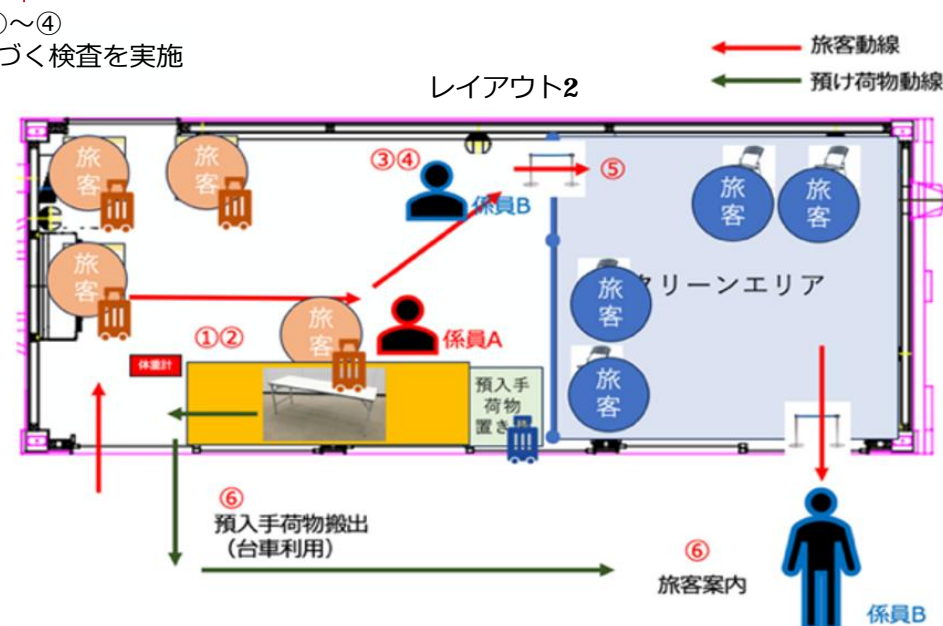 ～④
づく検査を実施
旅客動線
預け荷物動線
レイアウト2
旅客
旅客
③④
係員B
⑤
旅客
旅客
旅客
①②
旅客
係員A
旅客
リーンエリア
体重計
預入手
荷物
置き
旅客
⑥
預入手荷物搬出
（台車利用）
⑥
旅客案内
係員B